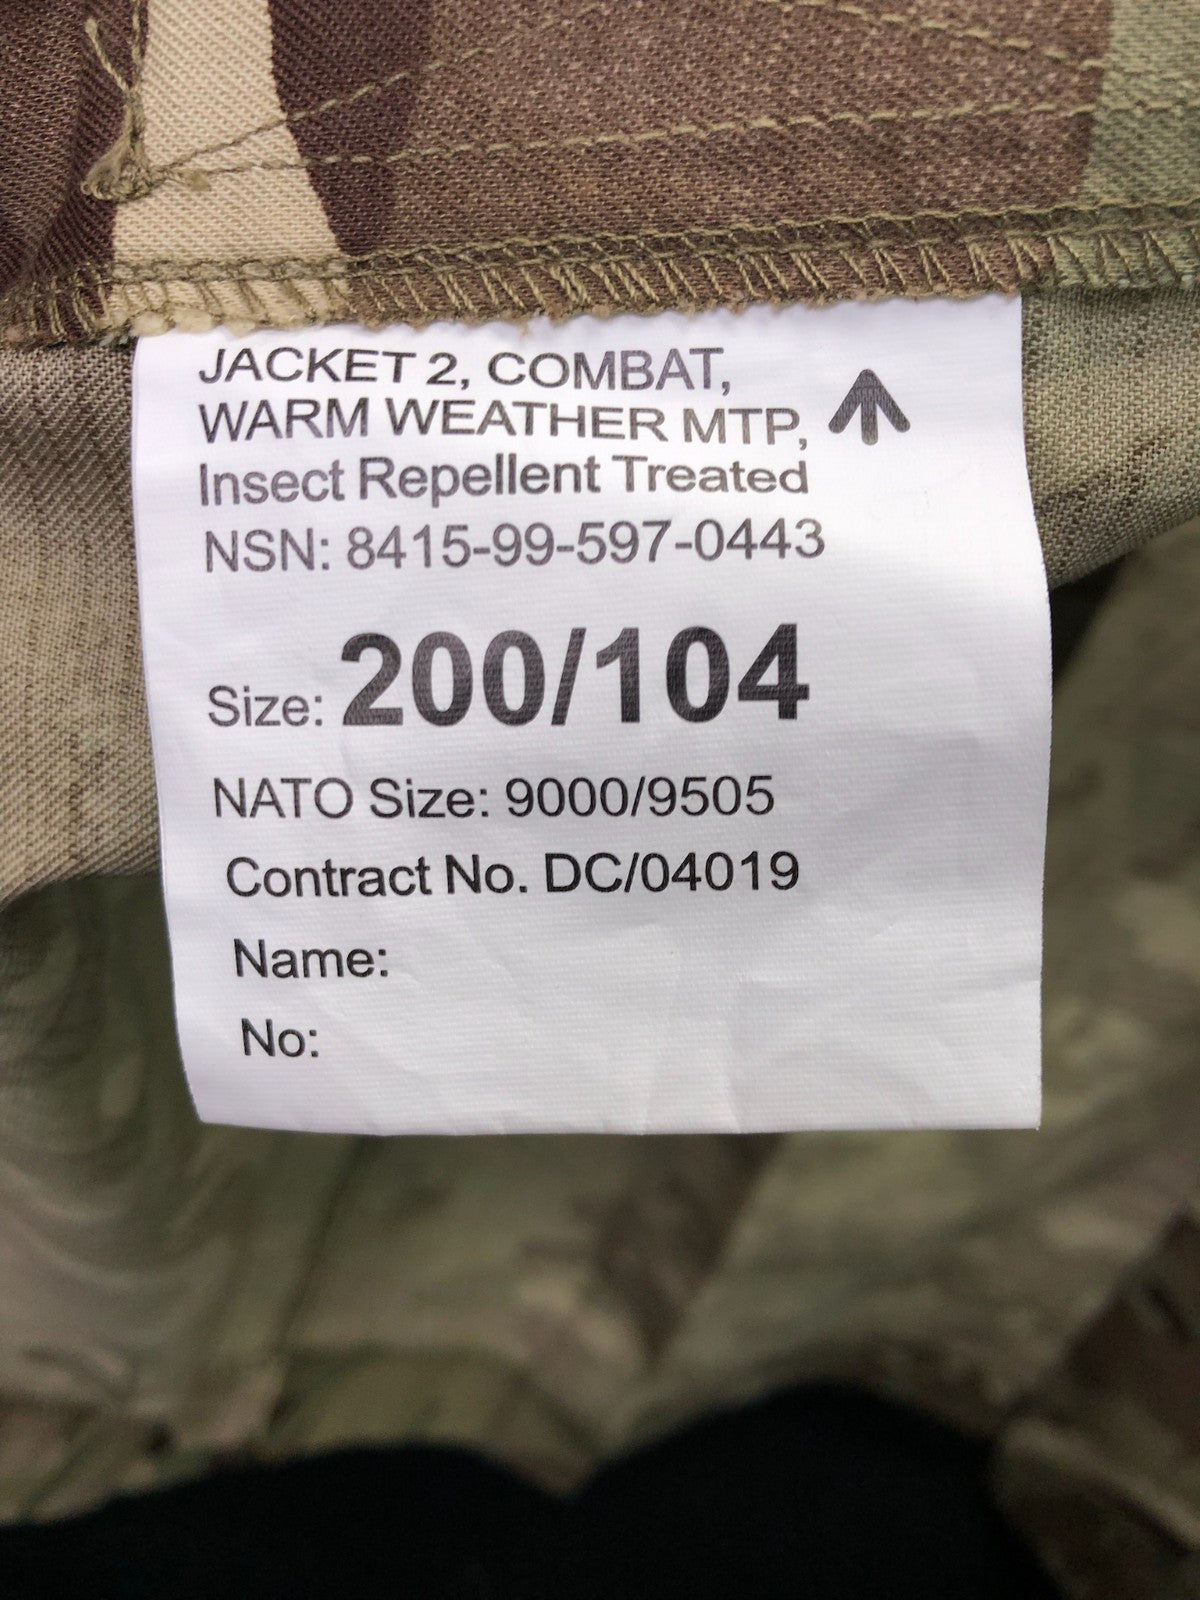 JACKET 2, COMBAT,
WARM WEATHER MTP,
Insect Repellent Treated
NSN: 8415-99-597-0443
Size: 200/104
NATO Size: 9000/9505
Contract No. DC/04019
Name:
No: